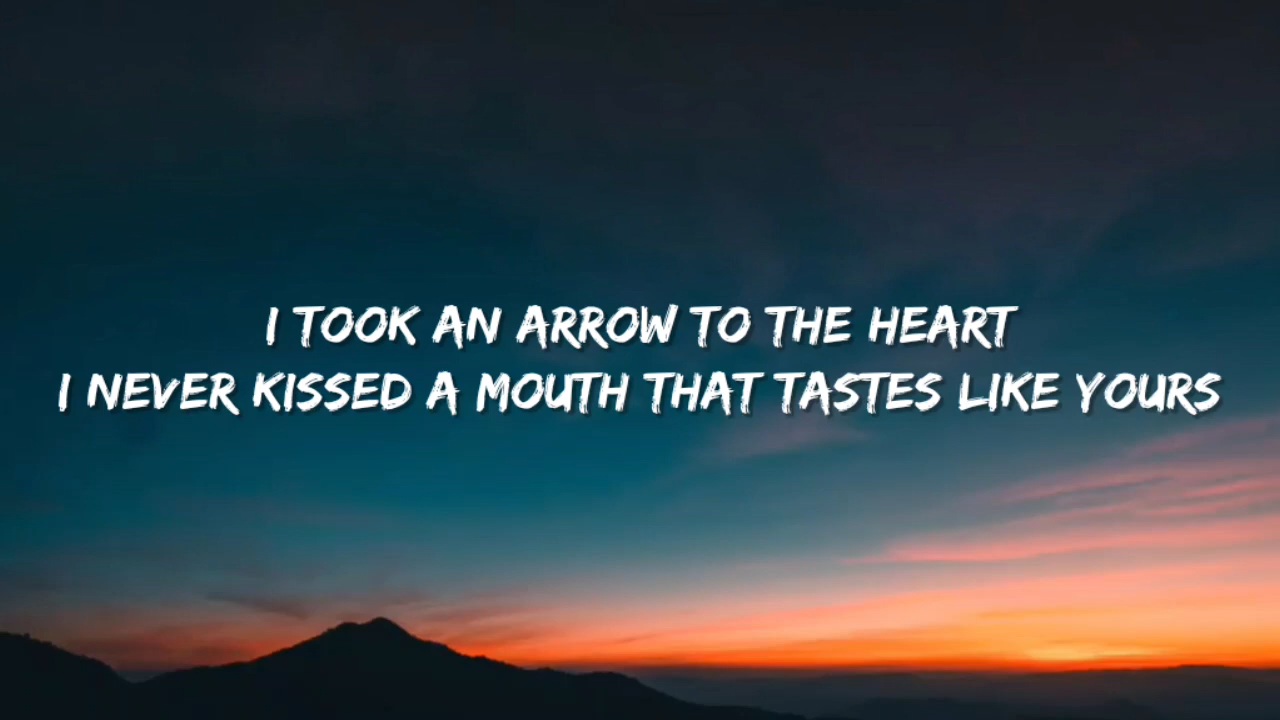 I TOOK AN ARROW TO THE HEART
I NEVER KISSED A MOUTH THAT TASTES LIKE YOURS